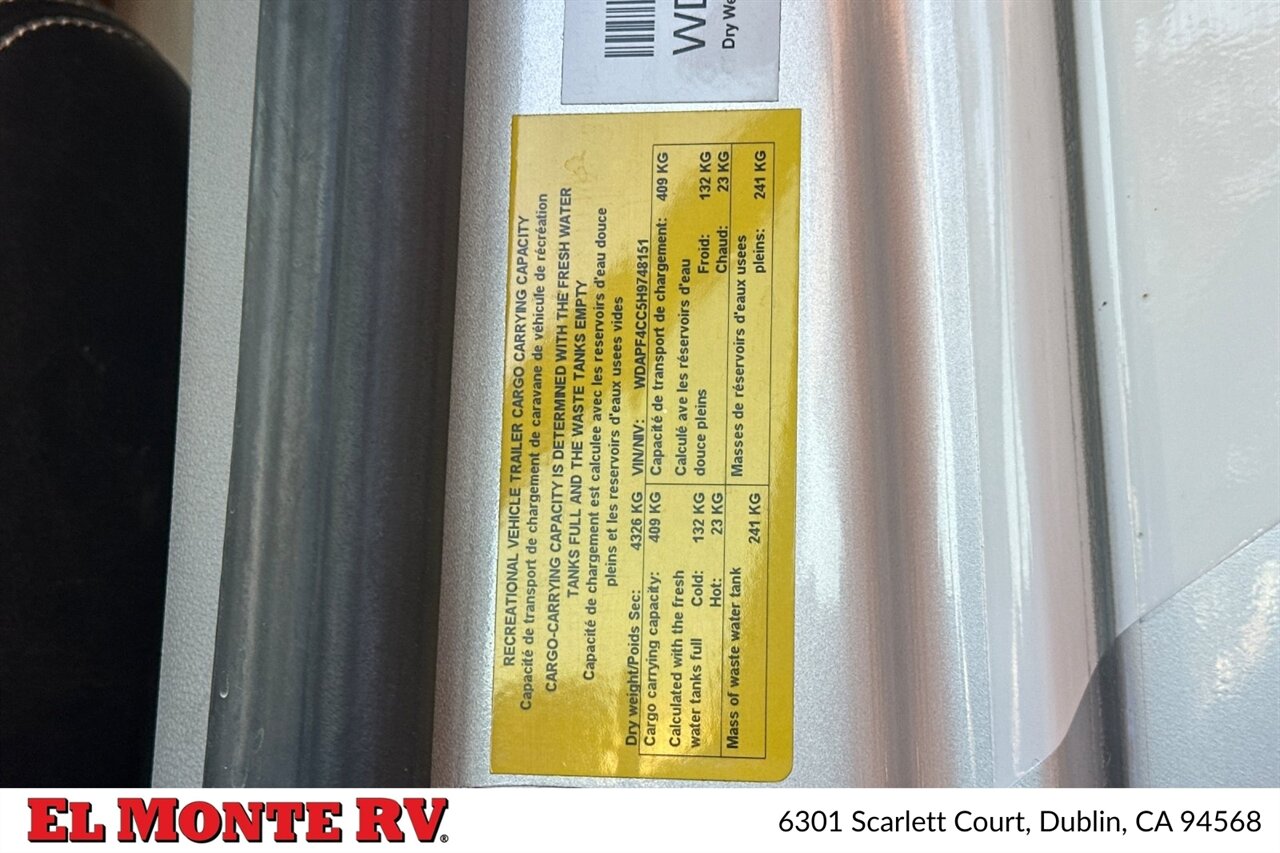 WD
Dry We
RECREATIONAL VEHICLE TRAILER CARGO CARRYING CAPACITY
Capacité de transport de chargement de caravane de véhicule de récréation
CARGO-CARRYING CAPACITY IS DETERMINED WITH THE FRESH WATER
TANKS FULL AND THE WASTE TANKS EMPTY
Capacité de chargement est calculee avec les reservoirs d'eau douce
pleins et les reservoirs d'eaux usees vides
Dry weight/Poids Sec: 4326 KG VIN/NIV: WDAPF4CC5H9748151
Cargo carrying capacity: 409 KG Capacité de transport de chargement: 409 KG
Calculated with the fresh Calculé ave les réservoirs d'eau
water tanks full Cold: 132 KG douce pleins Froid: 132 KG
Hot: 23 KG Chaud: 23 KG
Mass of waste water tank Masses de réservoirs d'eaux usees
241 KG pleins: 241 KG
EL MONTE RV®
6301 Scarlett Court, Dublin, CA 94568